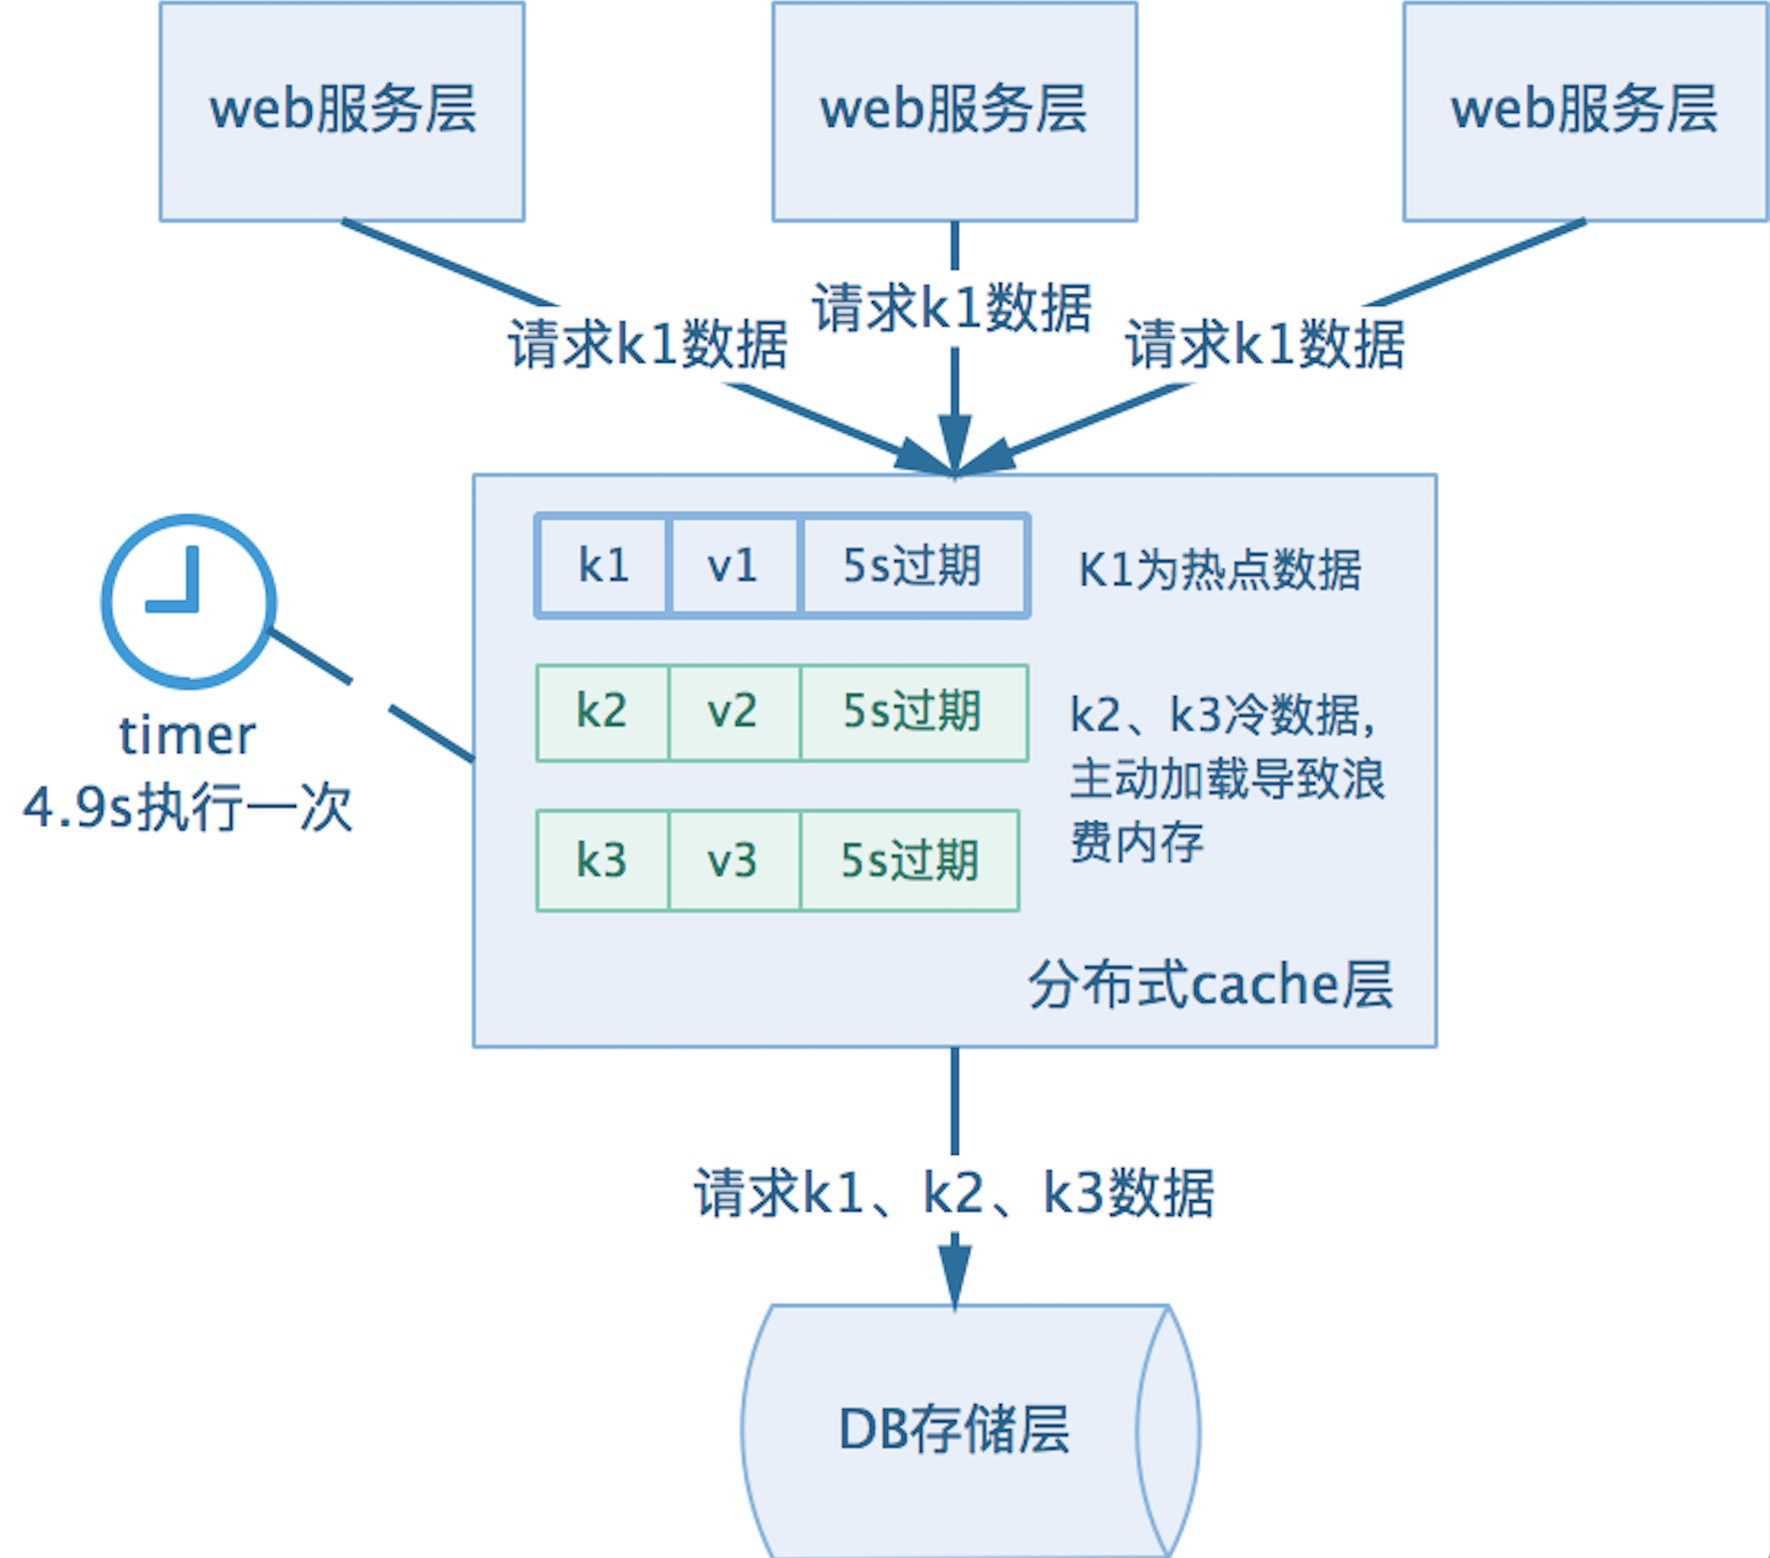 web服务层
web服务层
web服务层
请求k1数据
请求k1数据
请求k1数据
k1
v1
5s过期
K1为热点数据
k2
v2
5s过期
k2、k3冷数据,
主动加载导致浪
费内存
k3
v3
5s过期
timer
4.9s执行一次
分布式cache层
请求k1、k2、k3数据
DB存储层